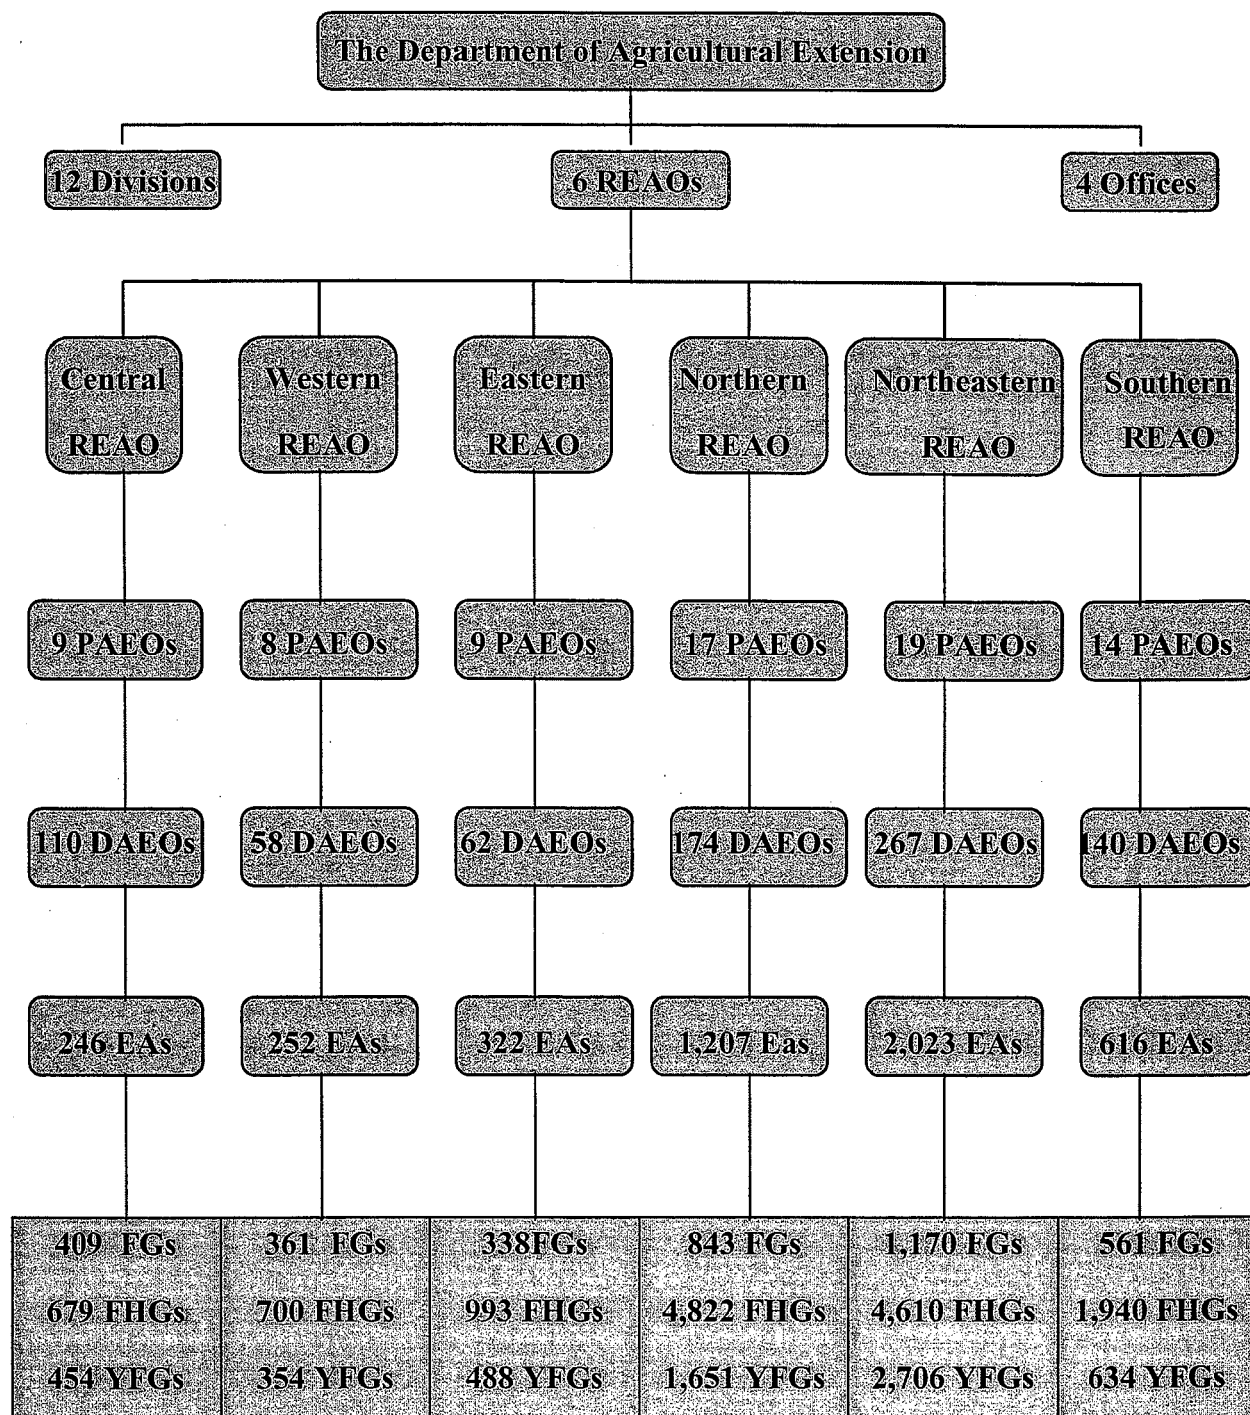 The Department of Agricultural Extension
12 Divisions
6 REAOs
4 Offices
Central
REAO
Western
REAO
Eastern
REAO
Northern
REAO
Northeastern
REAO
Southern
REAO
9 PAEOs
8 PAEOs
9 PAEOs
17 PAEOs
19 PAEOs
14 PAEOs
110 DAEOs
58 DAEOs
62 DAEOs
174 DAEOs
267 DAEOs
140 DAEOs
246 EAs
252 EAs
322 EAs
1,207 Eas
2,023 EAs
616 EAs
409 FGs
679 FHGs
454 YFGs
361 FGs
700 FHGs
354 YFGs
338FGs
993 FHGs
488 YFGs
843 FGs
4,822 FHGs
1,651 YFGs
1,170 FGs
4,610 FHGs
2,706 YFGs
561 FGs
1,940 FHGs
634 YFGs